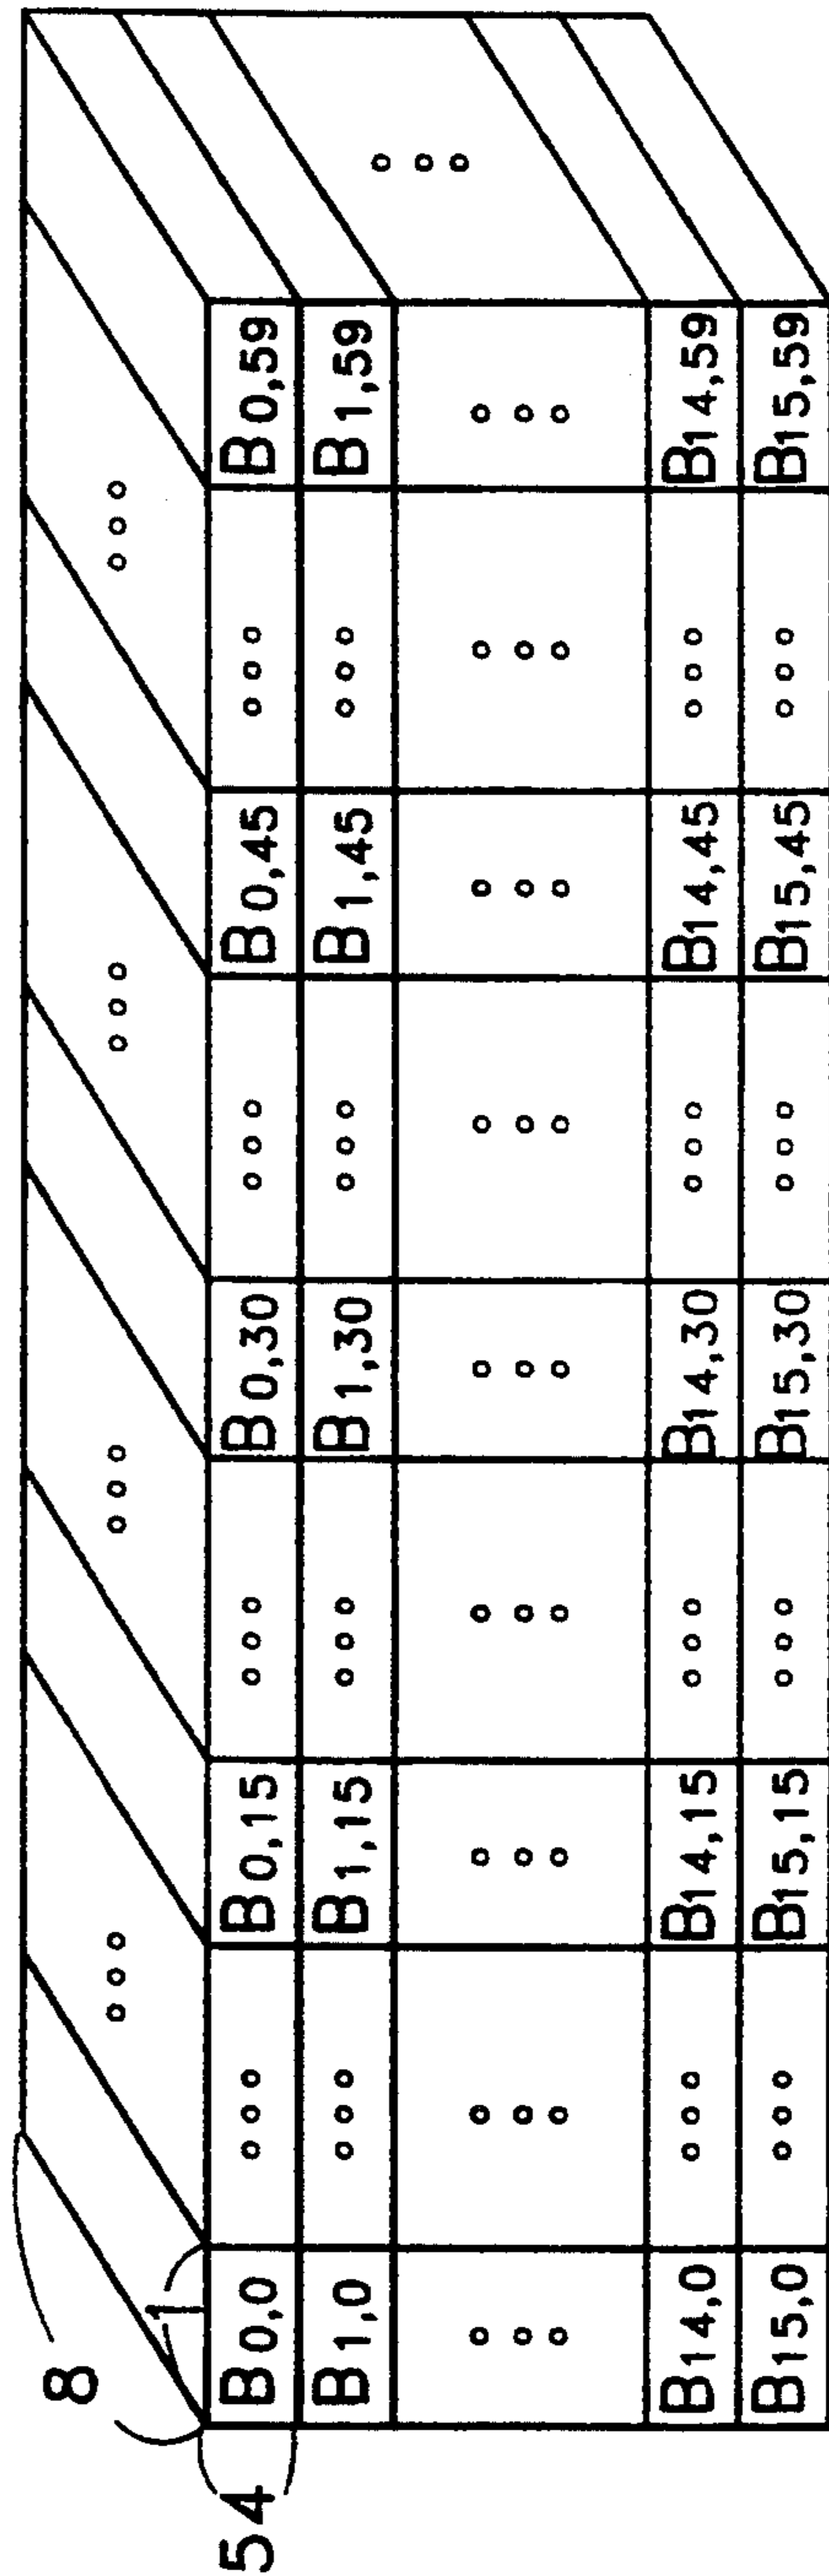 8
1
54
B0,0 ... B0,15 ... B0,30 ... B0,45 ... B0,59
B1,0 ... B1,15 ... B1,30 ... B1,45 ... B1,59
B14,0 ... B14,15 ... B14,30 ... B14,45 ... B14,59
B15,0 ... B15,15 ... B15,30 ... B15,45 ... B15,59